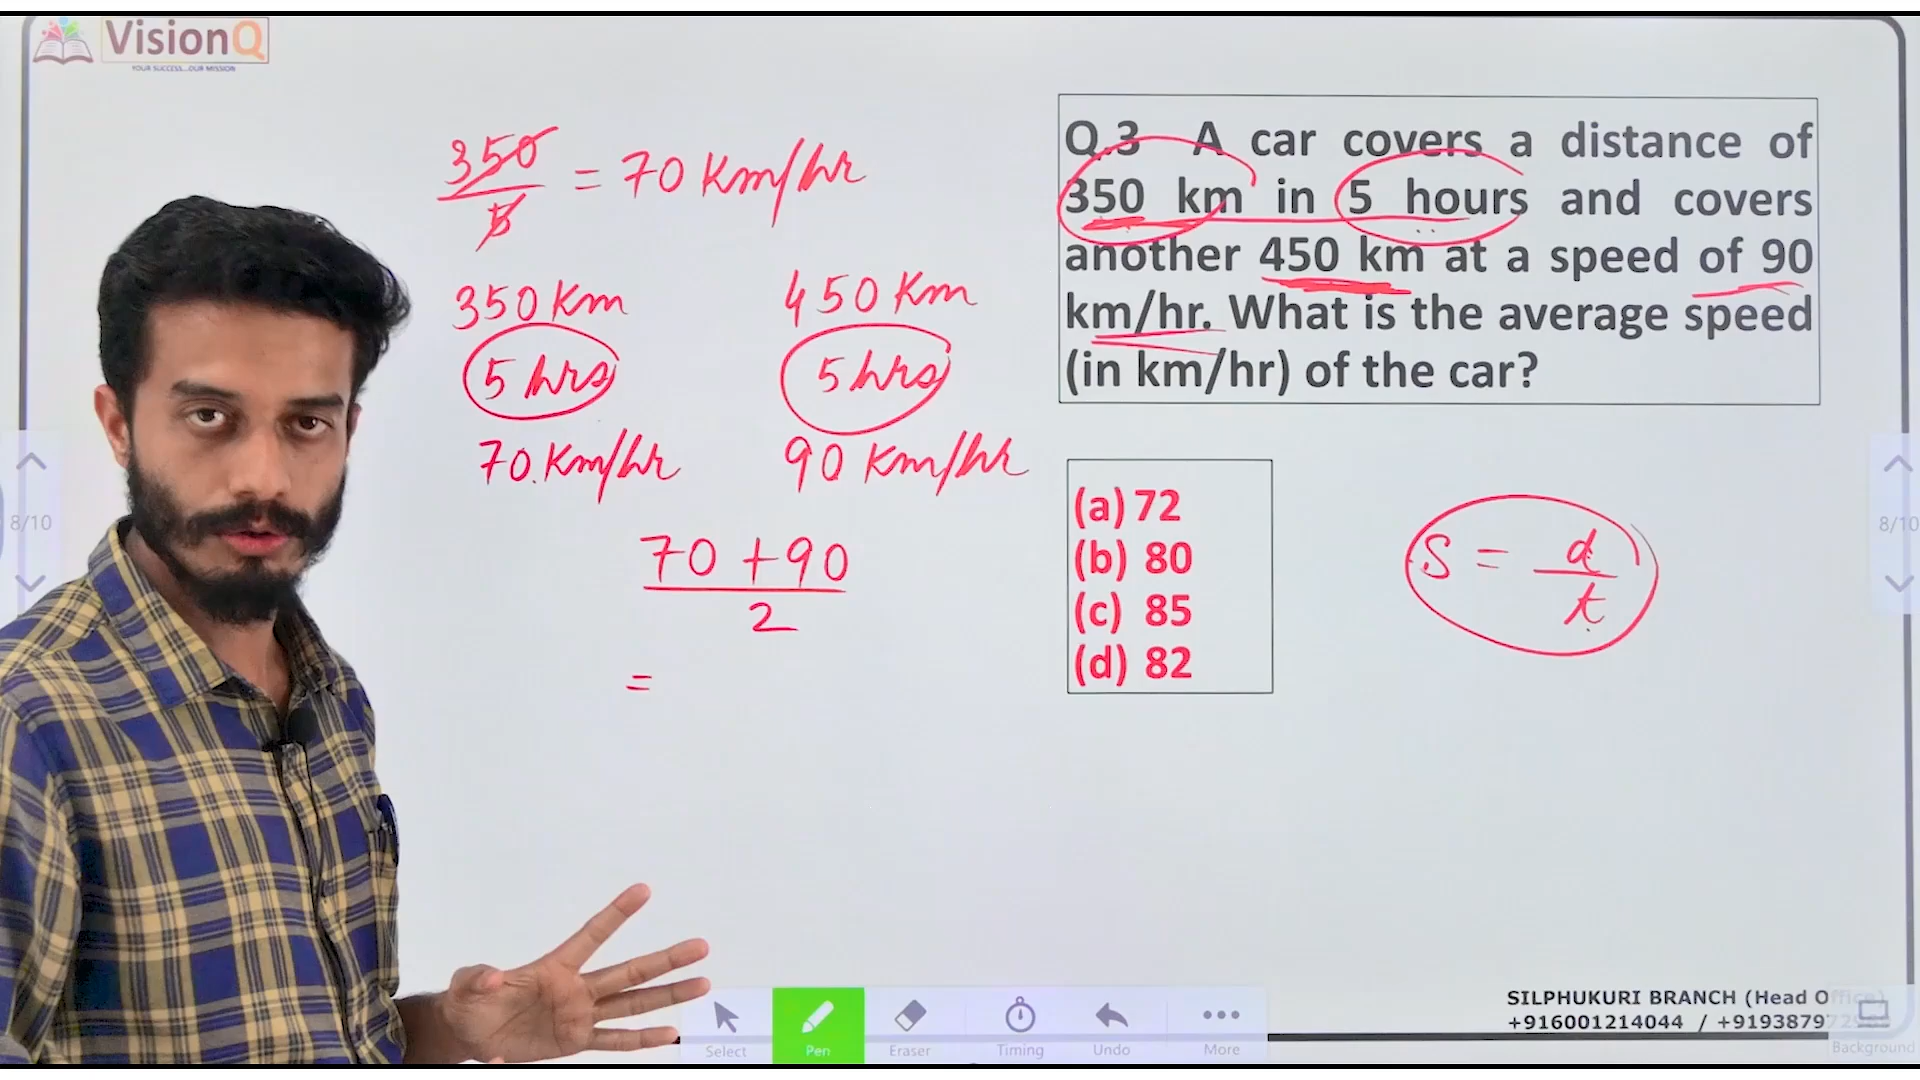 VisionQ
YOUR SUCCESS...OUR MISSION
350/5 = 70 Km/hr
350 Km
5 hrs
70 Km/hr
450 Km
5 hrs
90 Km/hr
70 + 90
2
=
Q.3 A car covers a distance of
350 km in 5 hours and covers
another 450 km at a speed of 90
km/hr. What is the average speed
(in km/hr) of the car?
(a) 72
(b) 80
(c) 85
(d) 82
S = d/t
8/10
8/10
SILPHUKURI BRANCH (Head Office)
+916001214044 /
Select
Pen
Eraser
Timing
Undo
More
Background